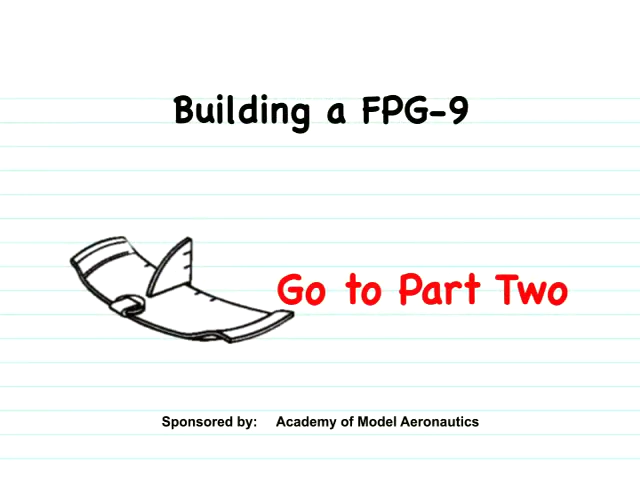 Building a FPG-9
Go to Part Two
Sponsored by: Academy of Model Aeronautics